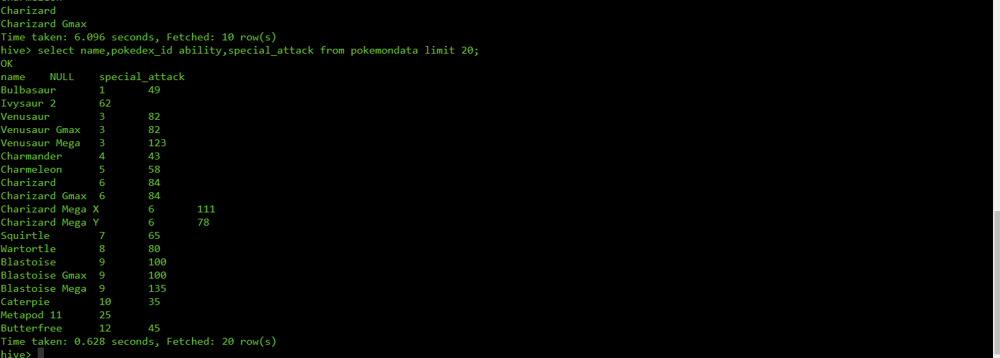 Charmeleon
Charizard
Charizard Gmax
Time taken: 6.096 seconds, Fetched: 10 row(s)
hive> select name,pokedex_id ability,special_attack from pokemondata limit 20;
OK
name NULL special_attack
Bulbasaur 1 49
Ivysaur 2 62
Venusaur 3 82
Venusaur Gmax 3 82
Venusaur Mega 3 123
Charmander 4 43
Charmeleon 5 58
Charizard 6 84
Charizard Gmax 6 84
Charizard Mega X 6 111
Charizard Mega Y 6 78
Squirtle 7 65
Wartortle 8 80
Blastoise 9 100
Blastoise Gmax 9 100
Blastoise Mega 9 135
Caterpie 10 35
Metapod 11 25
Butterfree 12 45
Time taken: 0.628 seconds, Fetched: 20 row(s)
hive>